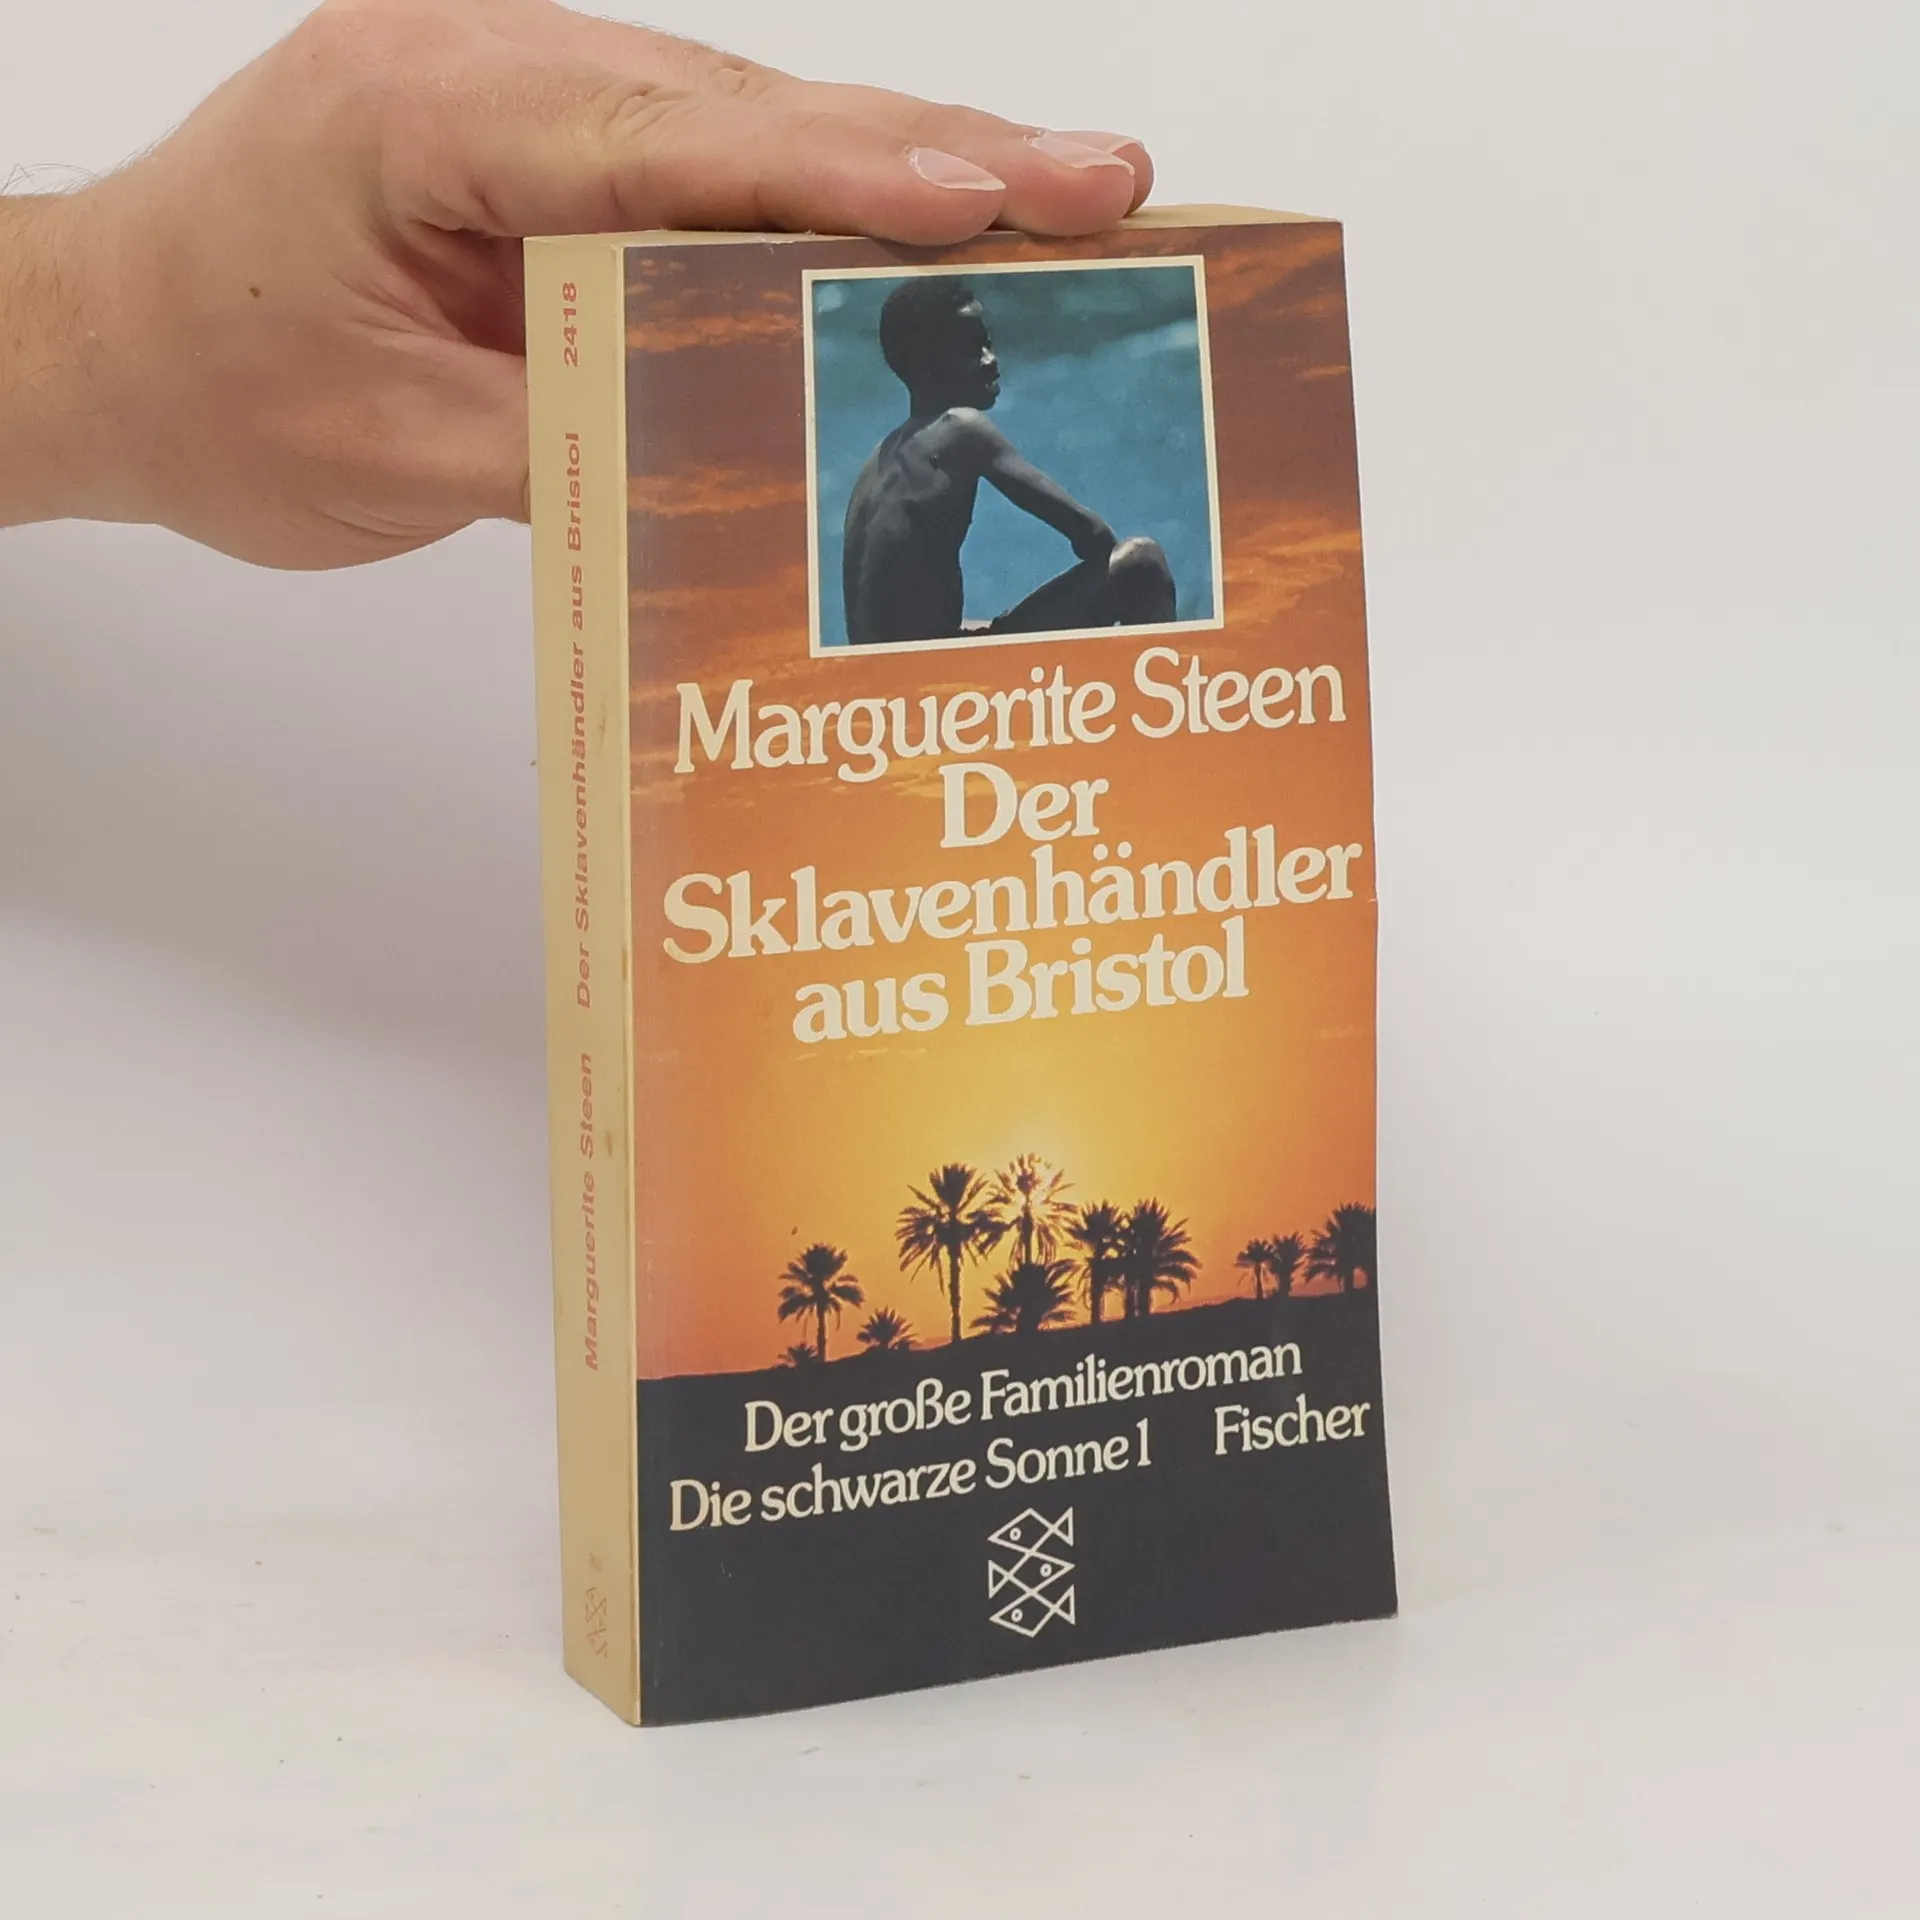 Marguerite Steen
Der
Sklavenhändler
aus Bristol
Der große Familienroman
Die schwarze Sonne 1
Fischer
Marguerite Steen Der Sklavenhändler aus Bristol 2418